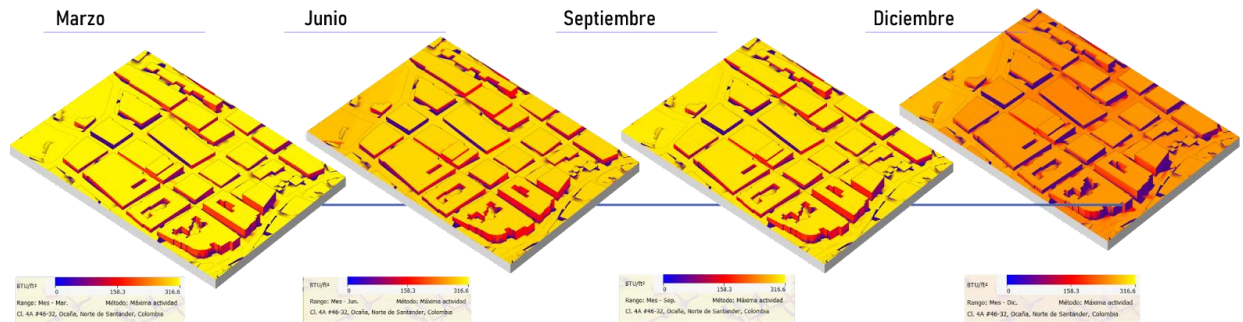 Marzo
Junio
Septiembre
Diciembre
BTU/ft²
0
158.3
316.6
Rango: Mes - Mar. Método: Máxima actividad
Cl. 4A #46-32, Ocaña, Norte de Santander, Colombia
BTU/ft²
0
158.3
316.6
Rango: Mes - Jun. Método: Máxima actividad
Cl. 4A #46-32, Ocaña, Norte de Santander, Colombia
BTU/ft²
0
158.3
316.6
Rango: Mes - Sep. Método: Máxima actividad
Cl. 4A #46-32, Ocaña, Norte de Santander, Colombia
BTU/ft²
0
158.3
316.6
Rango: Mes - Dic. Método: Máxima actividad
Cl. 4A #46-32, Ocaña, Norte de Santander, Colombia